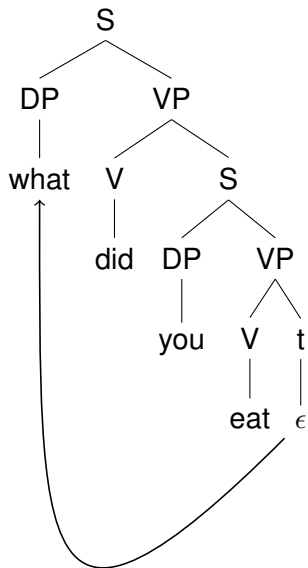 S
DP VP
what V S
did DP VP
you V t
eat ϵ